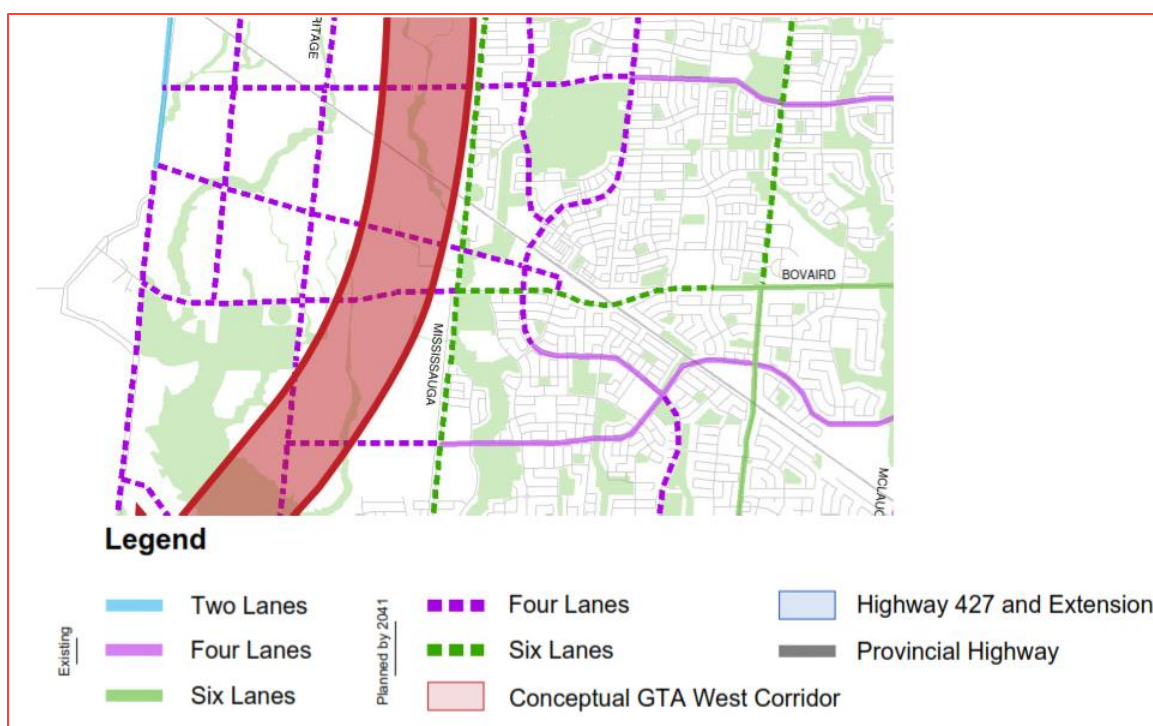 RITAGE
BOVAIRD
MISSISSAUGA
MCLAUG
Legend
Existing
Two Lanes
Four Lanes
Six Lanes
Planned by 2041
Four Lanes
Six Lanes
Conceptual GTA West Corridor
Highway 427 and Extension
Provincial Highway